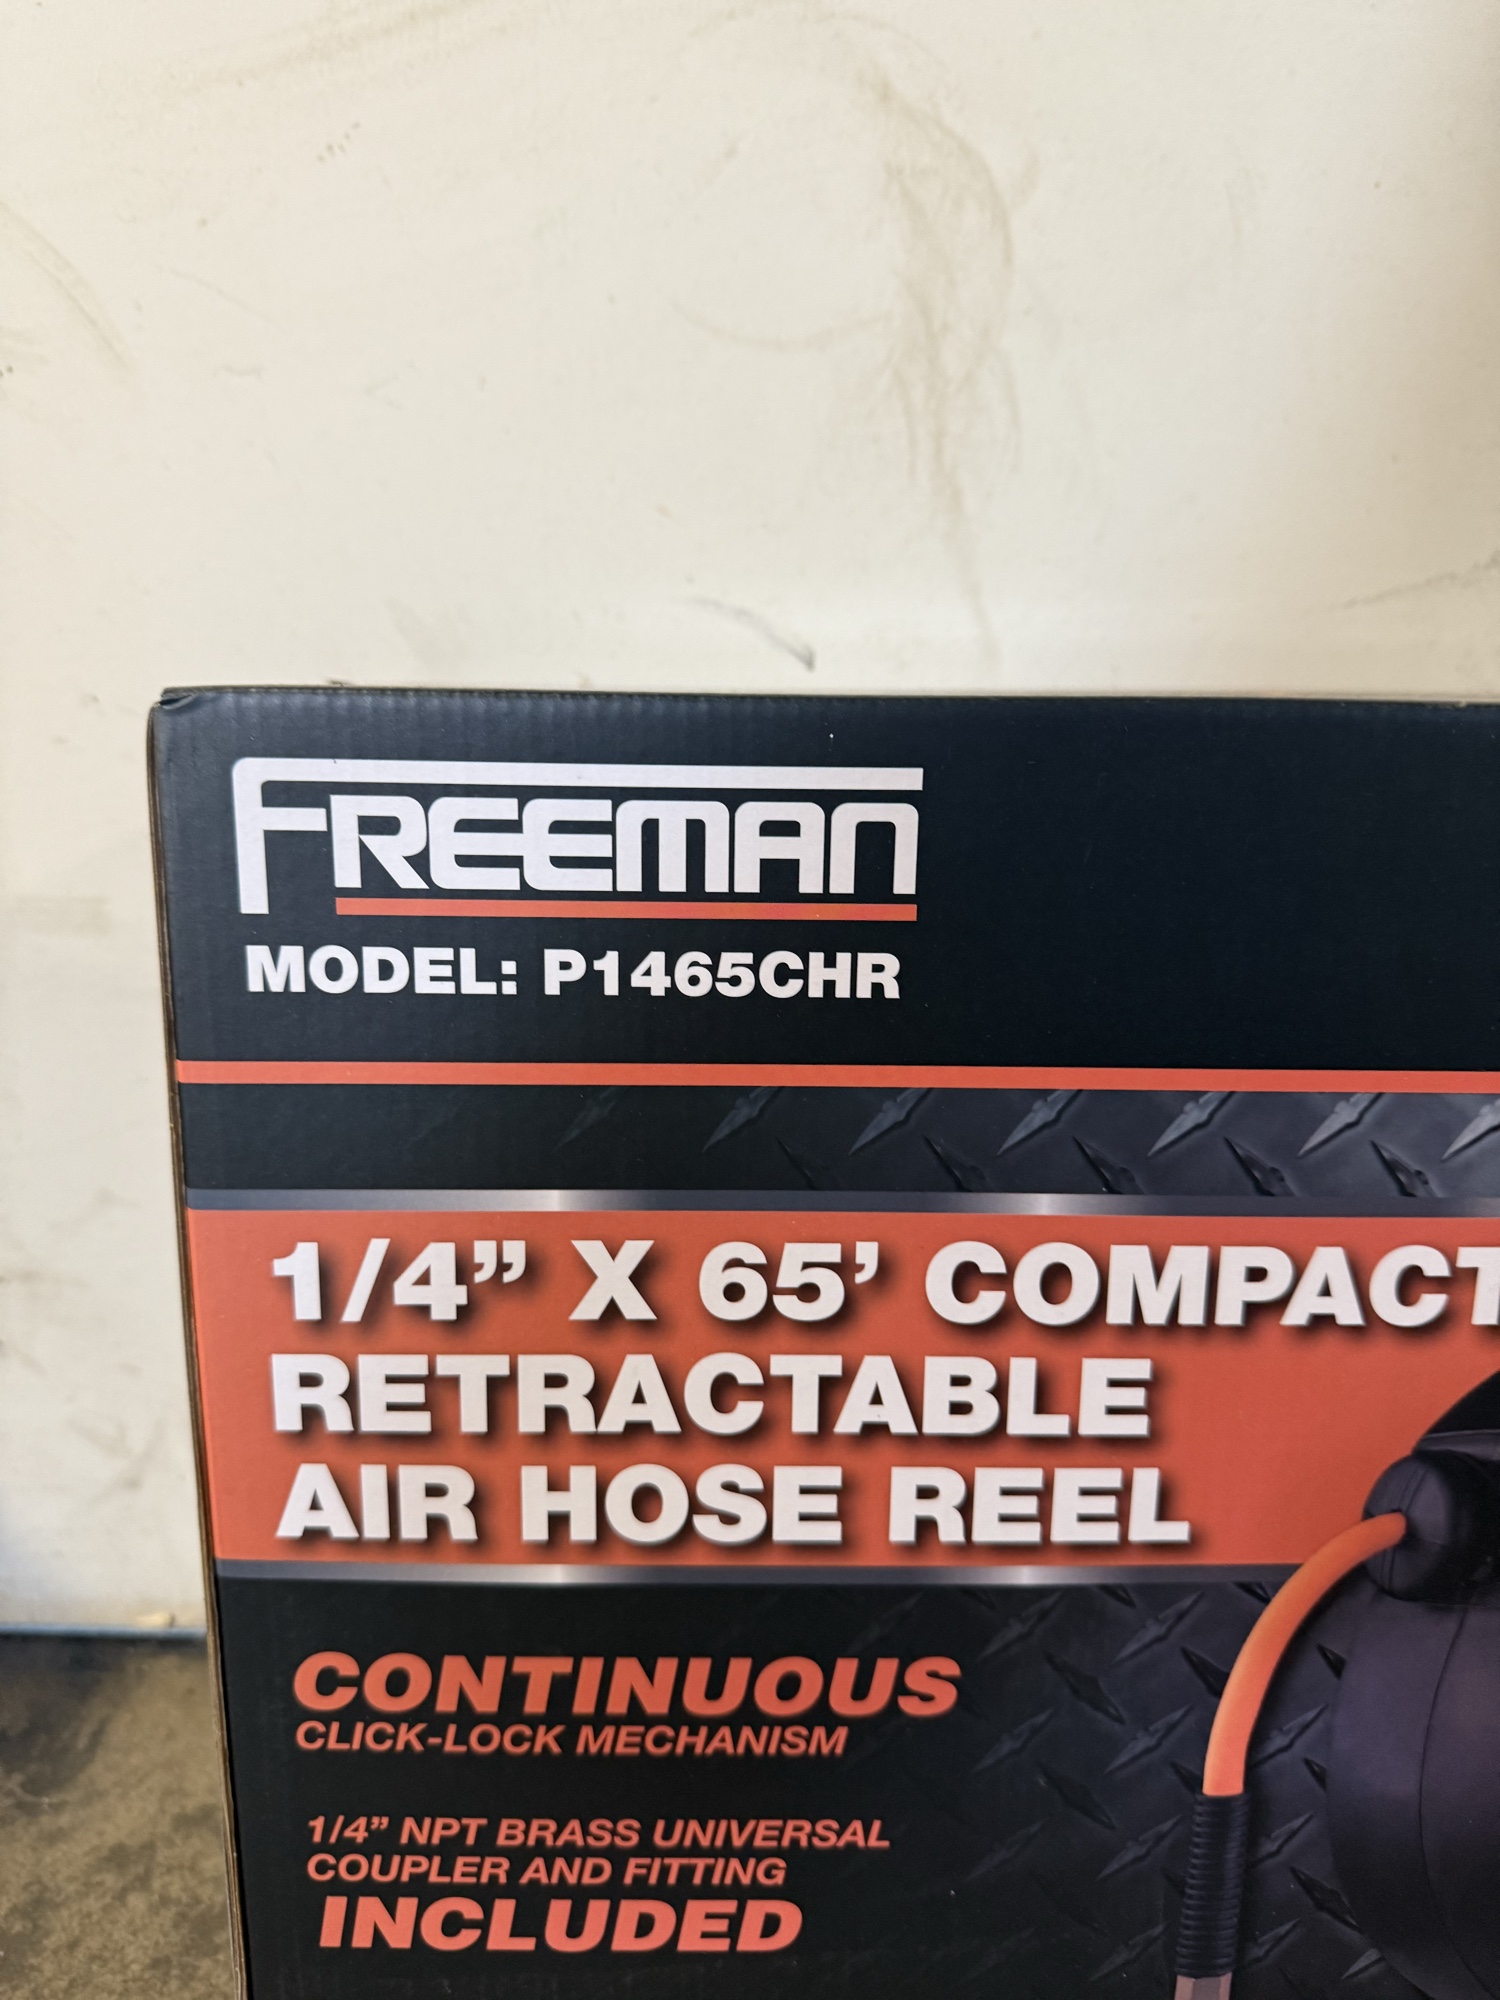 FREEMAN
MODEL: P1465CHR
1/4” X 65’ COMPACT
RETRACTABLE
AIR HOSE REEL
CONTINUOUS
CLICK-LOCK MECHANISM
1/4” NPT BRASS UNIVERSAL
COUPLER AND FITTING
INCLUDED